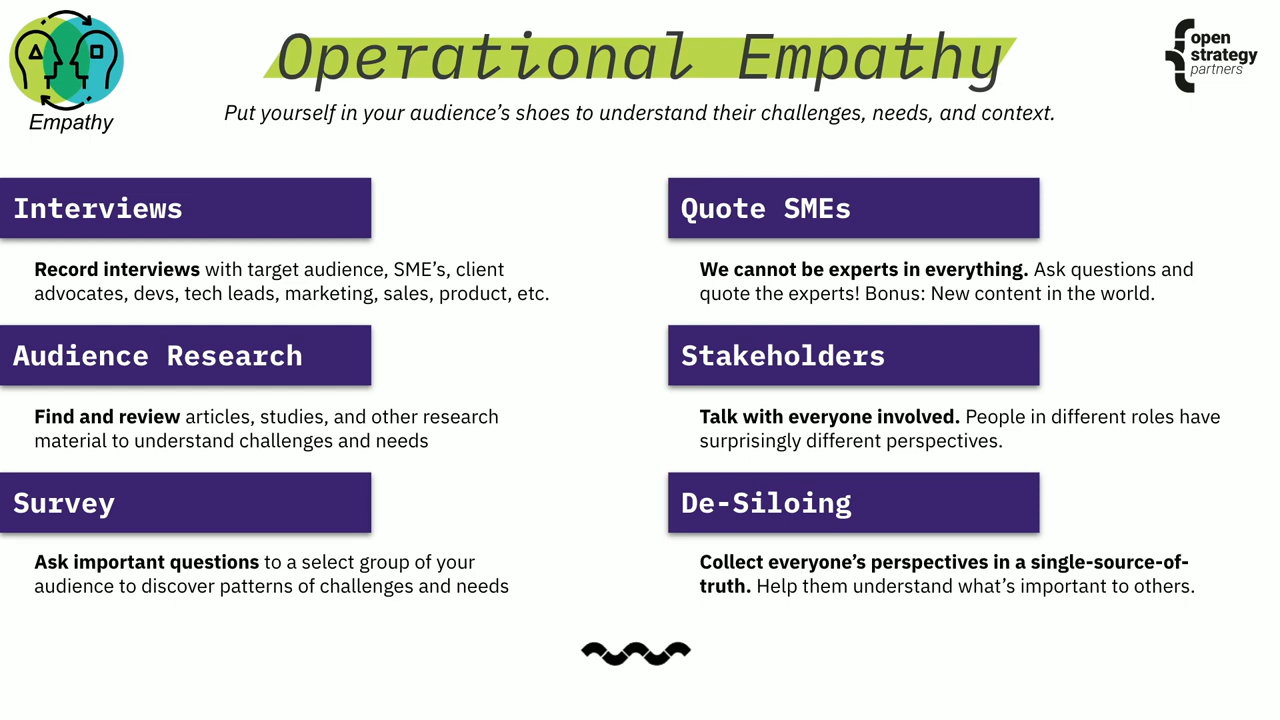 Operational Empathy
Put yourself in your audience’s shoes to understand their challenges, needs, and context.
Empathy
open
strategy
partners
Interviews
Record interviews with target audience, SME’s, client
advocates, devs, tech leads, marketing, sales, product, etc.
Audience Research
Find and review articles, studies, and other research
material to understand challenges and needs
Survey
Ask important questions to a select group of your
audience to discover patterns of challenges and needs
Quote SMEs
We cannot be experts in everything. Ask questions and
quote the experts! Bonus: New content in the world.
Stakeholders
Talk with everyone involved. People in different roles have
surprisingly different perspectives.
De-Siloing
Collect everyone’s perspectives in a single-source-of-
truth. Help them understand what’s important to others.